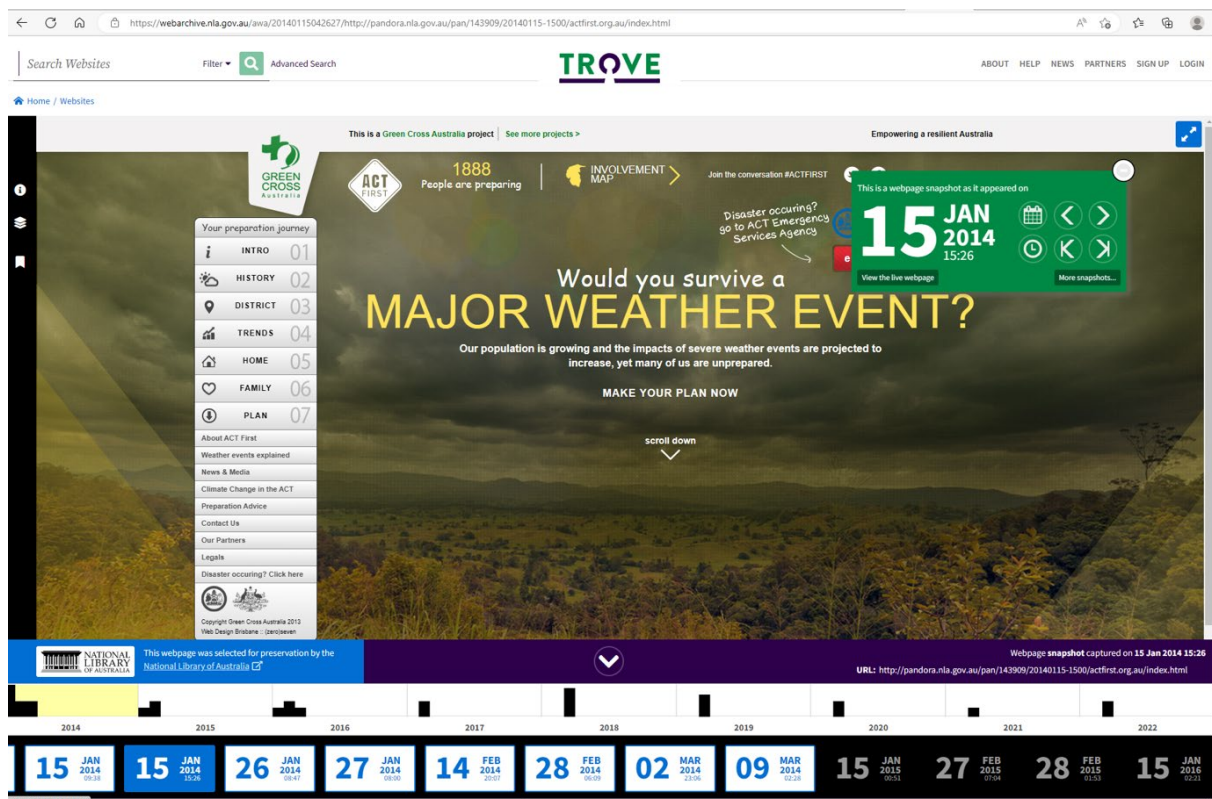 https://webarchive.nla.gov.au/awa/20140115042627/http://pandora.nla.gov.au/pan/143909/20140115-1500/actfirst.org.au/index.html
Search Websites
Filter
Advanced Search
TROVE
ABOUT HELP NEWS PARTNERS SIGN UP LOGIN
Home / Websites
This is a Green Cross Australia project
See more projects >
Empowering a resilient Australia
GREEN
CROSS
Australia
ACT
FIRST
1888
People are preparing
INVOLVEMENT
MAP
Join the conversation #ACTFIRST
Disaster occuring?
go to ACT Emergency
Services Agency
e
This is a webpage snapshot as it appeared on
15 JAN
2014
15:26
View the live webpage
More snapshots...
Your preparation journey
INTRO 01
HISTORY 02
DISTRICT 03
TRENDS 04
HOME 05
FAMILY 06
PLAN 07
About ACT First
Weather events explained
News & Media
Climate Change in the ACT
Preparation Advice
Contact Us
Our Partners
Legals
Disaster occuring? Click here
Copyright Green Cross Australia 2013
Web Design Brisbane :: (zero)seven
Would you survive a
MAJOR WEATHER EVENT?
Our population is growing and the impacts of severe weather events are projected to
increase, yet many of us are unprepared.
MAKE YOUR PLAN NOW
scroll down
NATIONAL
LIBRARY
OF AUSTRALIA
This webpage was selected for preservation by the
National Library of Australia
Webpage snapshot captured on 15 Jan 2014 15:26
URL: http://pandora.nla.gov.au/pan/143909/20140115-1500/actfirst.org.au/index.html
2014 2015 2016 2017 2018 2019 2020 2021 2022
15 JAN 2014 09:38
15 JAN 2014 15:26
26 JAN 2014 08:47
27 JAN 2014 08:00
14 FEB 2014 20:07
28 FEB 2014 06:09
02 MAR 2014 23:06
09 MAR 2014 02:28
15 JAN 2015 00:51
27 FEB 2015 07:04
28 FEB 2015 01:53
15 JAN 2016 02:21